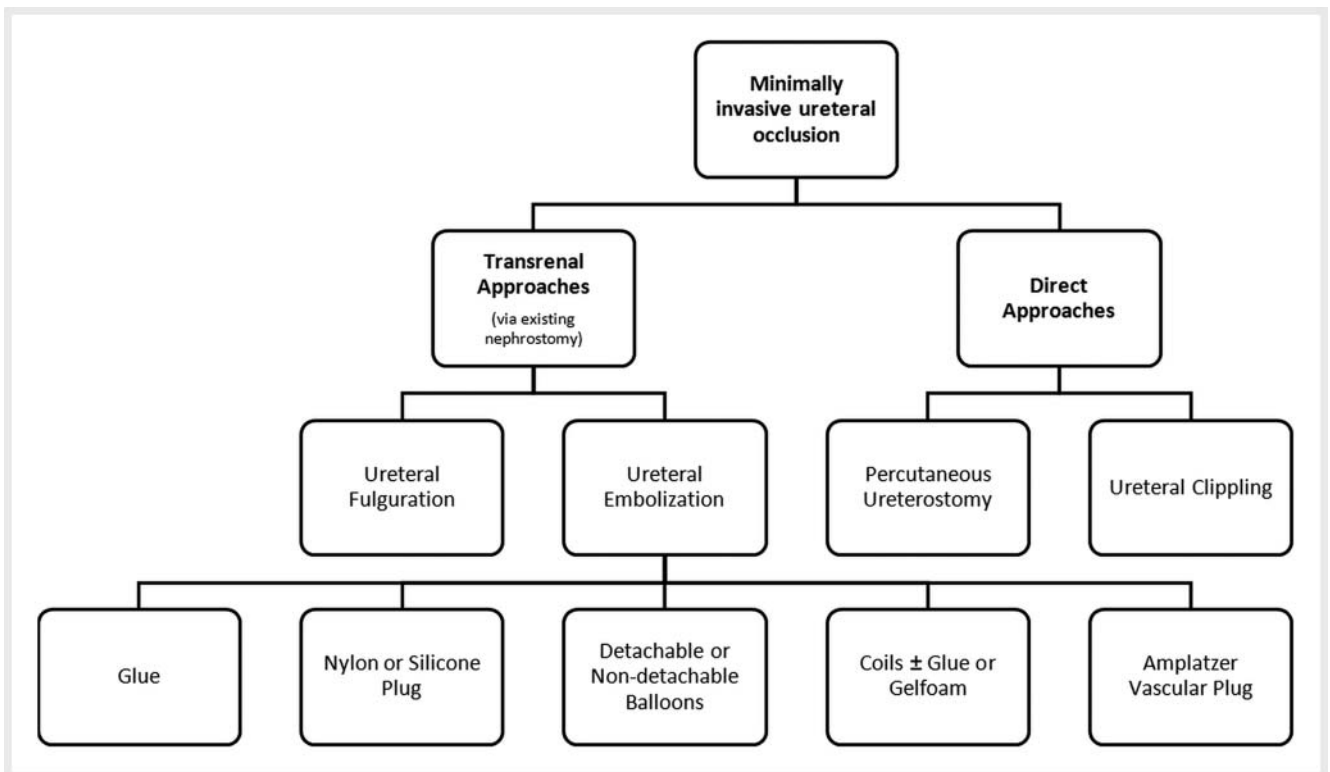 Minimally
invasive ureteral
occlusion
Transrenal
Approaches
(via existing
nephrostomy)
Direct
Approaches
Ureteral
Fulguration
Ureteral
Embolization
Percutaneous
Ureterostomy
Ureteral Clippling
Glue
Nylon or Silicone
Plug
Detachable or
Non-detachable
Balloons
Coils ± Glue or
Gelfoam
Amplatzer
Vascular Plug